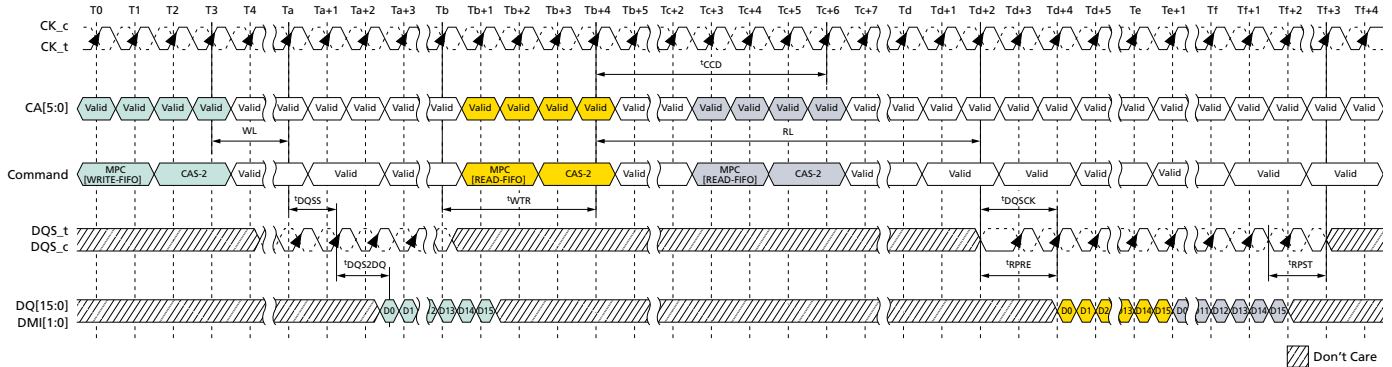 T0 T1 T2 T3 T4 Ta Ta+1 Ta+2 Ta+3 Tb Tb+1 Tb+2 Tb+3 Tb+4 Tb+5 Tc+2 Tc+3 Tc+4 Tc+5 Tc+6 Tc+7 Td Td+1 Td+2 Td+3 Td+4 Td+5 Te Te+1 Tf Tf+1 Tf+2 Tf+3 Tf+4
CK_c
CK_t
tCCD
CA[5:0] Valid Valid Valid Valid Valid Valid Valid Valid Valid Valid Valid Valid Valid Valid Valid Valid Valid Valid Valid Valid Valid Valid Valid Valid Valid Valid Valid Valid Valid Valid Valid Valid Valid
WL RL
Command MPC [WRITE-FIFO] CAS-2 Valid Valid Valid MPC [READ-FIFO] CAS-2 Valid MPC [READ-FIFO] CAS-2 Valid Valid Valid Valid Valid Valid Valid
tDQSS tWTR tDQSCK
DQS_t
DQS_c
tDQS2DQ tRPRE tRPST
DQ[15:0] D0 D1 D13 D14 D15 D0 D1 D2 D13 D14 D15 D0 D11 D12 D13 D14 D15
DMI[1:0]
Don't Care